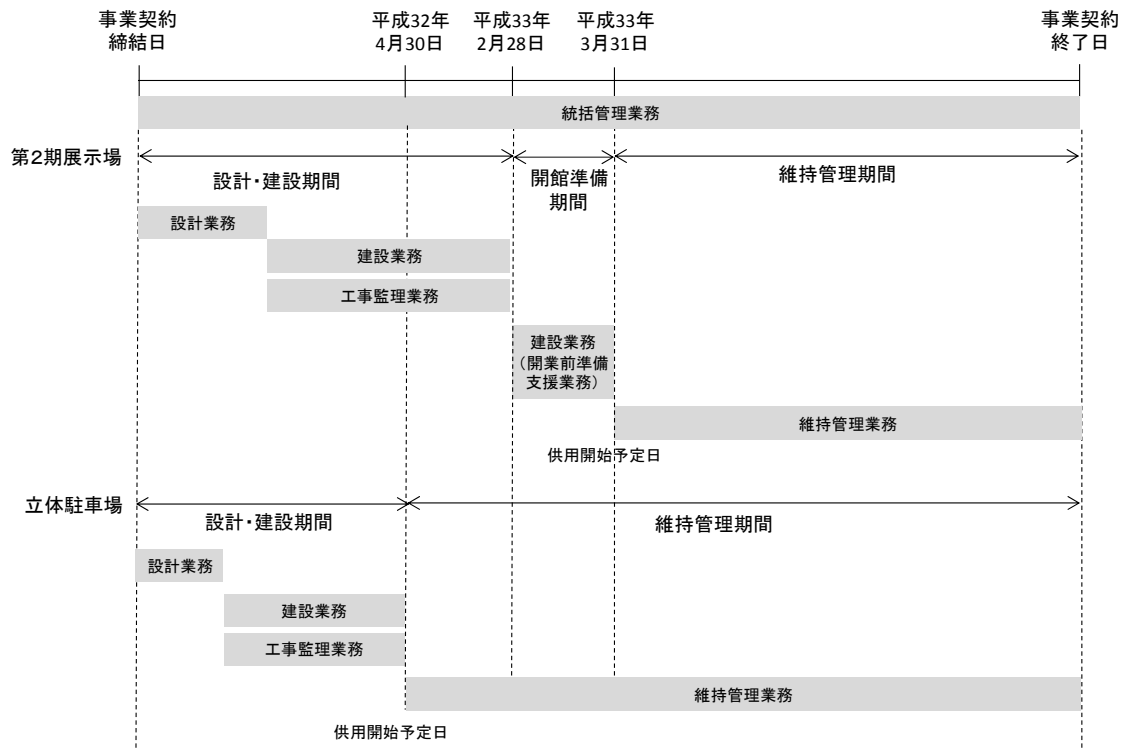 事業契約
締結日
平成32年
4月30日
平成33年
2月28日
平成33年
3月31日
事業契約
終了日
統括管理業務
第2期展示場
設計・建設期間
開館準備
期間
維持管理期間
設計業務
建設業務
工事監理業務
建設業務
（開業前準備
支援業務）
維持管理業務
供用開始予定日
立体駐車場
設計・建設期間
維持管理期間
設計業務
建設業務
工事監理業務
維持管理業務
供用開始予定日